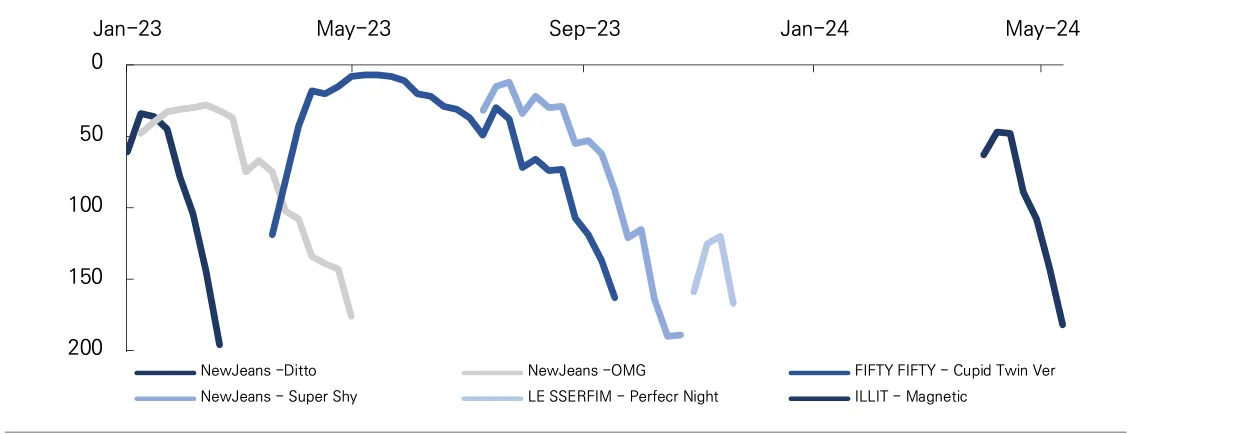 Jan-23 May-23 Sep-23 Jan-24 May-24
0
50
100
150
200
NewJeans -Ditto NewJeans -OMG FIFTY FIFTY - Cupid Twin Ver
NewJeans - Super Shy LE SSERFIM - Perfecr Night ILLIT - Magnetic